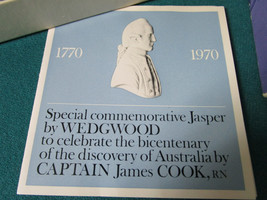 1770 1970
Special commemorative Jasper
by WEDGWOOD
to celebrate the bicentenary
of the discovery of Australia by
CAPTAIN James COOK, RN